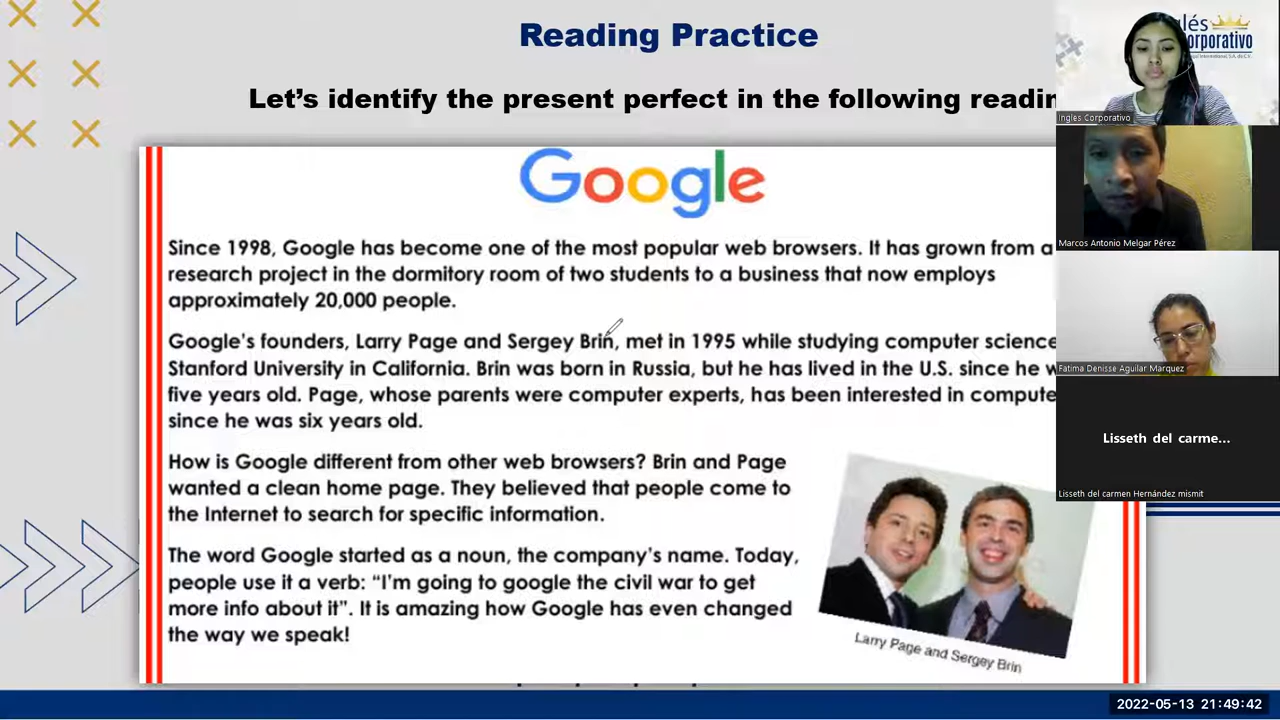 Reading Practice
Let's identify the present perfect in the following
Google
Since 1998, Google has become one of the most popular web browsers. It has grown from a
research project in the dormitory room of two students to a business that now employs
approximately 20,000 people.
Google's founders, Larry Page and Sergey Brin, met in 1995 while studying computer science
Stanford University in California. Brin was born in Russia, but he has lived in the U.S. since he
five years old. Page, whose parents were computer experts, has been interested in
since he was six years old.
How is Google different from other web browsers? Brin and Page
wanted a clean home page. They believed that people come to
the Internet to search for specific information.
The word Google started as a noun, the company's name. Today,
people use it a verb: "I'm going to google the civil war to get
more info about it". It is amazing how Google has even changed
the way we speak!
Larry Page and Sergey Brin
Ingles Corporativo
Marcos Antonio Melgar Pérez
Fatima Denisse Aguilar Marquez
Lisseth del carme...
Lisseth del carmen Hernández mismit
2022-05-13 21:49:42